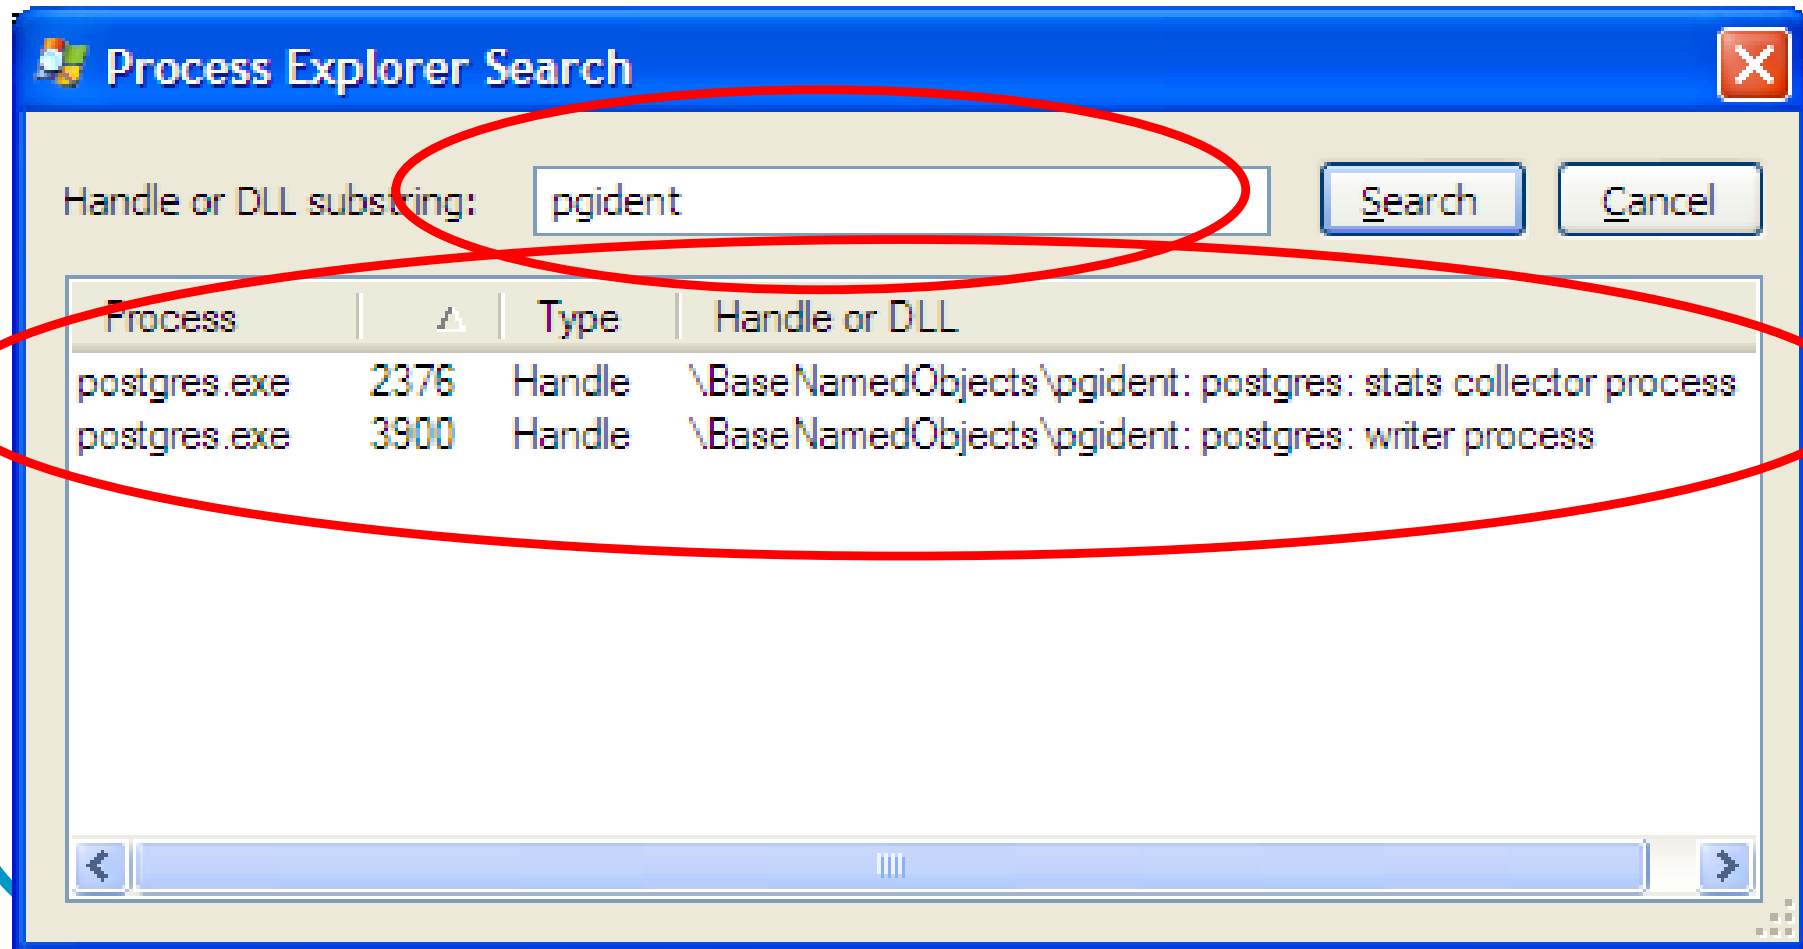 Process Explorer Search
Handle or DLL substring: pgident Search Cancel
Process Type Handle or DLL
postgres.exe 2376 Handle \BaseNamedObjects\pgident: postgres: stats collector process
postgres.exe 3900 Handle \BaseNamedObjects\pgident: postgres: writer process